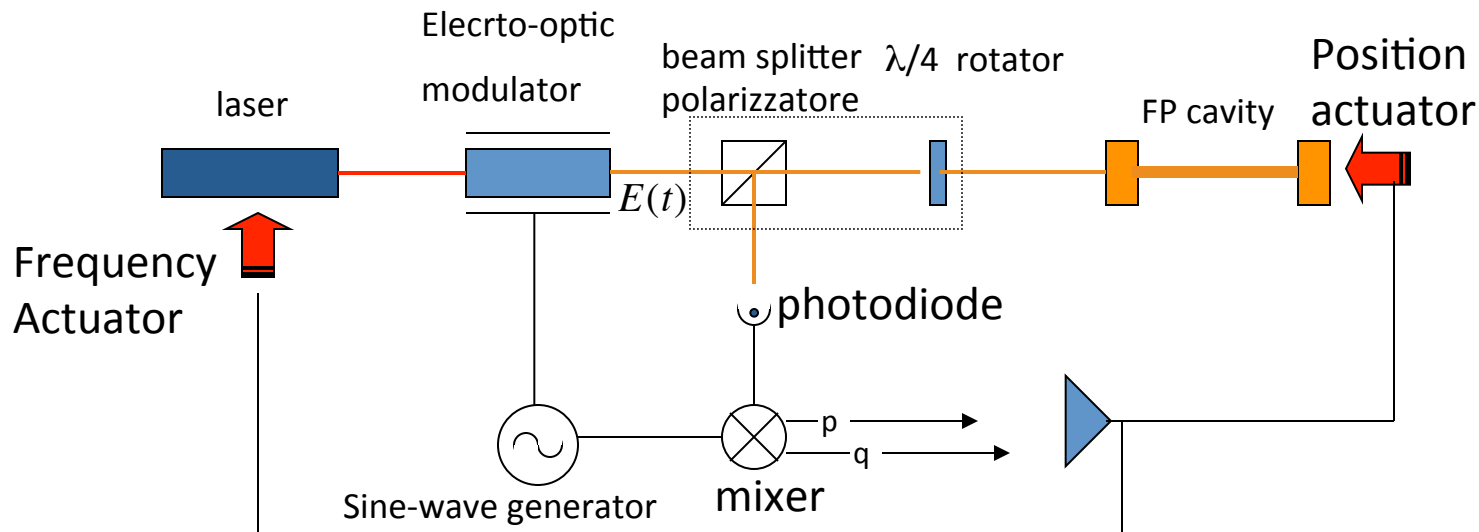 Elecrto-optic
modulator
beam splitter
polarizzatore
λ/4 rotator
Position
actuator
laser
FP cavity
E(t)
Frequency
Actuator
photodiode
p
q
mixer
Sine-wave generator